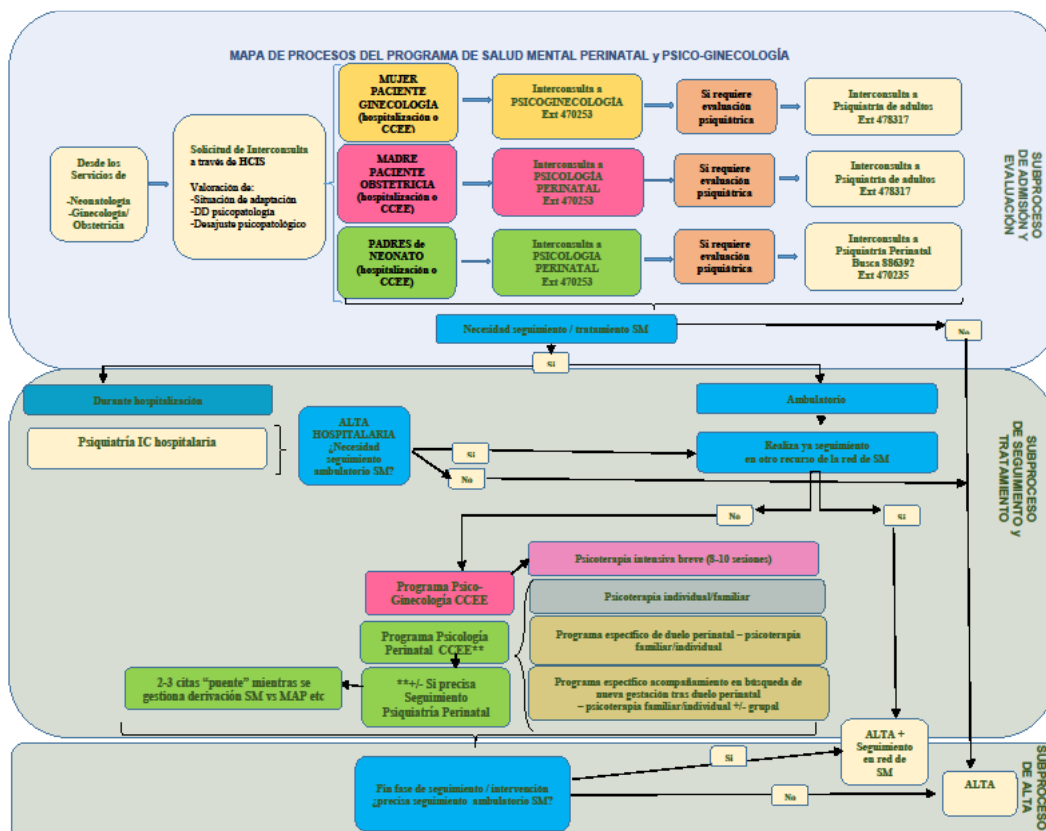 MAPA DE PROCESOS DEL PROGRAMA DE SALUD MENTAL PERINATAL y PSICO-GINECOLOGÍA
Desde los
Servicios de
-Neonatología
-Ginecología/
Obstetricia
Solicitud de Interconsulta
a través de HCIS
Valoración de:
-Situación de adaptación
-DD psicopatología
-Desajuste psicopatológico
MUJER
PACIENTE
GINECOLOGÍA
(hospitalización o
CCEE)
Interconsulta a
PSICOGINECOLOGÍA
Ext 470253
Si requiere
evaluación
psiquiátrica
Interconsulta a
Psiquiatría de adultos
Ext 478317
MADRE
PACIENTE
OBSTETRICIA
(hospitalización o
CCEE)
Interconsulta a
PSICOLOGÍA
PERINATAL
Ext 470253
Si requiere
evaluación
psiquiátrica
Interconsulta a
Psiquiatría de adultos
Ext 478317
PADRES de
NEONATO
(hospitalización o
CCEE)
Interconsulta a
PSICOLOGIA
PERINATAL
Ext 470253
Si requiere
evaluación
psiquiátrica
Interconsulta a
Psiquiatría Perinatal
Busca 886392
Ext 470235
SUBPROCESO
DE ADMISIÓN Y
EVALUACIÓN
Necesidad seguimiento / tratamiento SM
No
Si
Durante hospitalización
Ambulatorio
Psiquiatría IC hospitalaria
ALTA
HOSPITALARIA
¿Necesidad
seguimiento
ambulatorio SM?
Si
No
Realiza ya seguimiento
en otro recurso de la red de SM
No
Si
SUBPROCESO
DE SEGUIMIENTO y
TRATAMIENTO
Programa Psico-
Ginecología CCEE
Psicoterapia intensiva breve (8-10 sesiones)
Psicoterapia individual/familiar
Programa Psicología
Perinatal CCEE**
Programa específico de duelo perinatal – psicoterapia
familiar/individual
2-3 citas “puente” mientras se
gestiona derivación SM vs MAP etc
**+/- Si precisa
Seguimiento
Psiquiatría Perinatal
Programa específico acompañamiento en búsqueda de
nueva gestación tras duelo perinatal
– psicoterapia familiar/individual +/- grupal
ALTA +
Seguimiento
en red de
SM
Fin fase de seguimiento / intervención
¿precisa seguimiento ambulatorio SM?
Si
No
ALTA
SUBPROCESO
DE ALTA